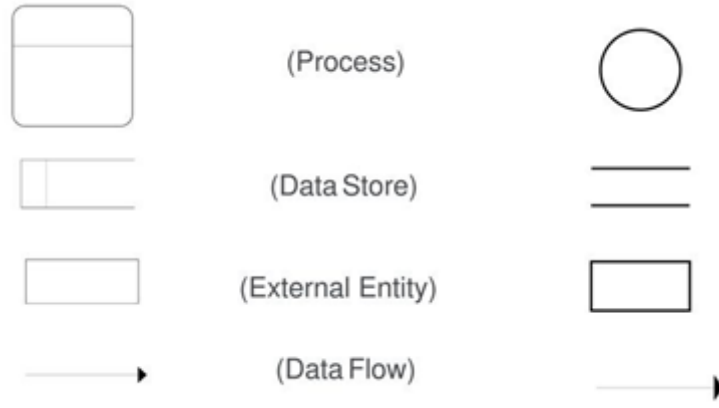 (Process)
(Data Store)
(External Entity)
(Data Flow)